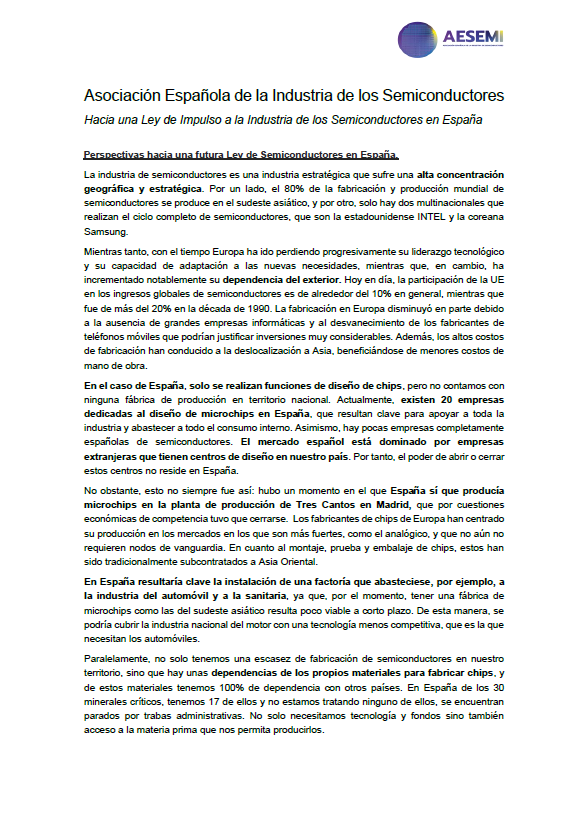 AESEMI
Asociación Española de la Industria de los Semiconductores
Hacia una Ley de Impulso a la Industria de los Semiconductores en España
Perspectivas hacia una futura Ley de Semiconductores en España.
La industria de semiconductores es una industria estratégica que sufre una alta concentración
geográfica y estratégica. Por un lado, el 80% de la fabricación y producción mundial de
semiconductores se produce en el sudeste asiático, y por otro, solo hay dos multinacionales que
realizan el ciclo completo de semiconductores, que son la estadounidense INTEL y la coreana
Samsung.
Mientras tanto, con el tiempo Europa ha ido perdiendo progresivamente su liderazgo tecnológico
y su capacidad de adaptación a las nuevas necesidades, mientras que, en cambio, ha
incrementado notablemente su dependencia del exterior. Hoy en día, la participación de la UE
en los ingresos globales de semiconductores es de alrededor del 10% en general, mientras que
fue de más del 20% en la década de 1990. La fabricación en Europa disminuyó en parte debido
a la ausencia de grandes empresas informáticas y al desvanecimiento de los fabricantes de
teléfonos móviles que podrían justificar inversiones muy considerables. Además, los altos costos
de fabricación han conducido a la deslocalización a Asia, beneficiándose de menores costos de
mano de obra.
En el caso de España, solo se realizan funciones de diseño de chips, pero no contamos con
ninguna fábrica de producción en territorio nacional. Actualmente, existen 20 empresas
dedicadas al diseño de microchips en España, que resultan clave para apoyar a toda la
industria y abastecer a todo el consumo interno. Asimismo, hay pocas empresas completamente
españolas de semiconductores. El mercado español está dominado por empresas
extranjeras que tienen centros de diseño en nuestro país. Por tanto, el poder de abrir o cerrar
estos centros no reside en España.
No obstante, esto no siempre fue así: hubo un momento en el que España sí que producía
microchips en la planta de producción de Tres Cantos en Madrid, que por cuestiones
económicas de competencia tuvo que cerrarse. Los fabricantes de chips de Europa han centrado
su producción en los mercados en los que son más fuertes, como el analógico, y que no aún no
requieren nodos de vanguardia. En cuanto al montaje, prueba y embalaje de chips, estos han
sido tradicionalmente subcontratados a Asia Oriental.
En España resultaría clave la instalación de una factoría que abasteciese, por ejemplo, a
la industria del automóvil y a la sanitaria, ya que, por el momento, tener una fábrica de
microchips como las del sudeste asiático resulta poco viable a corto plazo. De esta manera, se
podría cubrir la industria nacional del motor con una tecnología menos competitiva, que es la que
necesitan los automóviles.
Paralelamente, no solo tenemos una escasez de fabricación de semiconductores en nuestro
territorio, sino que hay unas dependencias de los propios materiales para fabricar chips, y
de estos materiales tenemos 100% de dependencia con otros países. En España de los 30
minerales críticos, tenemos 17 de ellos y no estamos tratando ninguno de ellos, se encuentran
parados por trabas administrativas. No solo necesitamos tecnología y fondos sino también
acceso a la materia prima que nos permita producirlos.